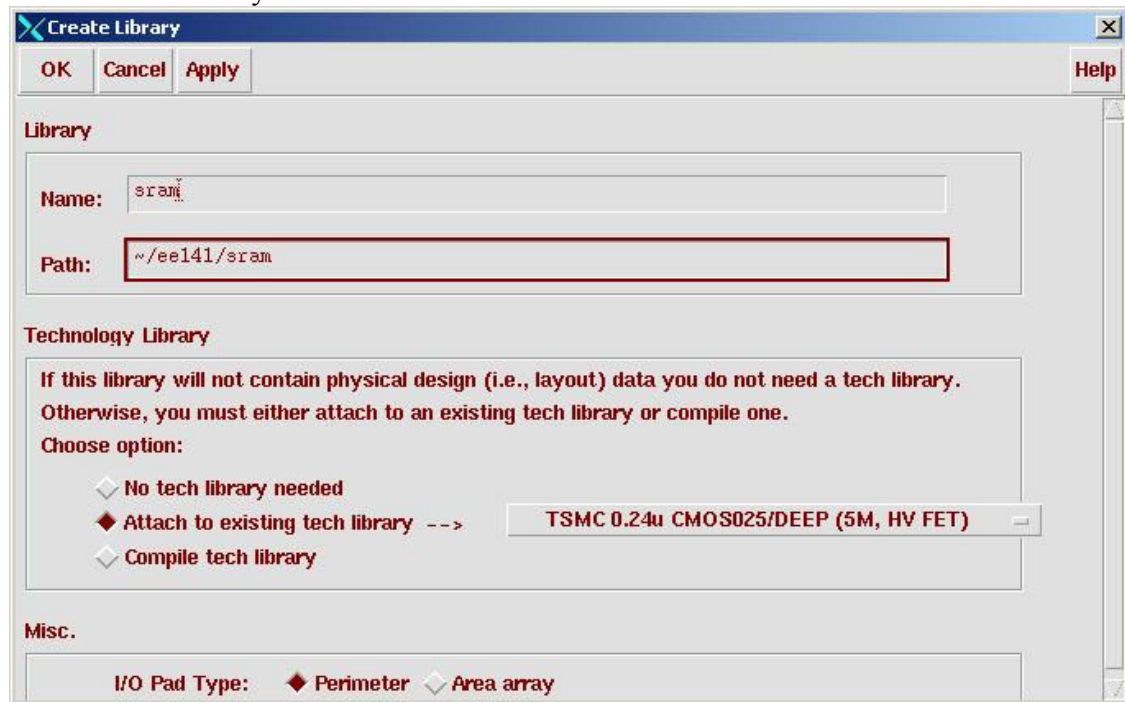 Create Library
OK Cancel Apply Help
Library
Name: sram
Path: ~/ee141/sram
Technology Library
If this library will not contain physical design (i.e., layout) data you do not need a tech library.
Otherwise, you must either attach to an existing tech library or compile one.
Choose option:
No tech library needed
Attach to existing tech library --> TSMC 0.24u CMOS025/DEEP (5M, HV FET)
Compile tech library
Misc.
I/O Pad Type: Perimeter Area array